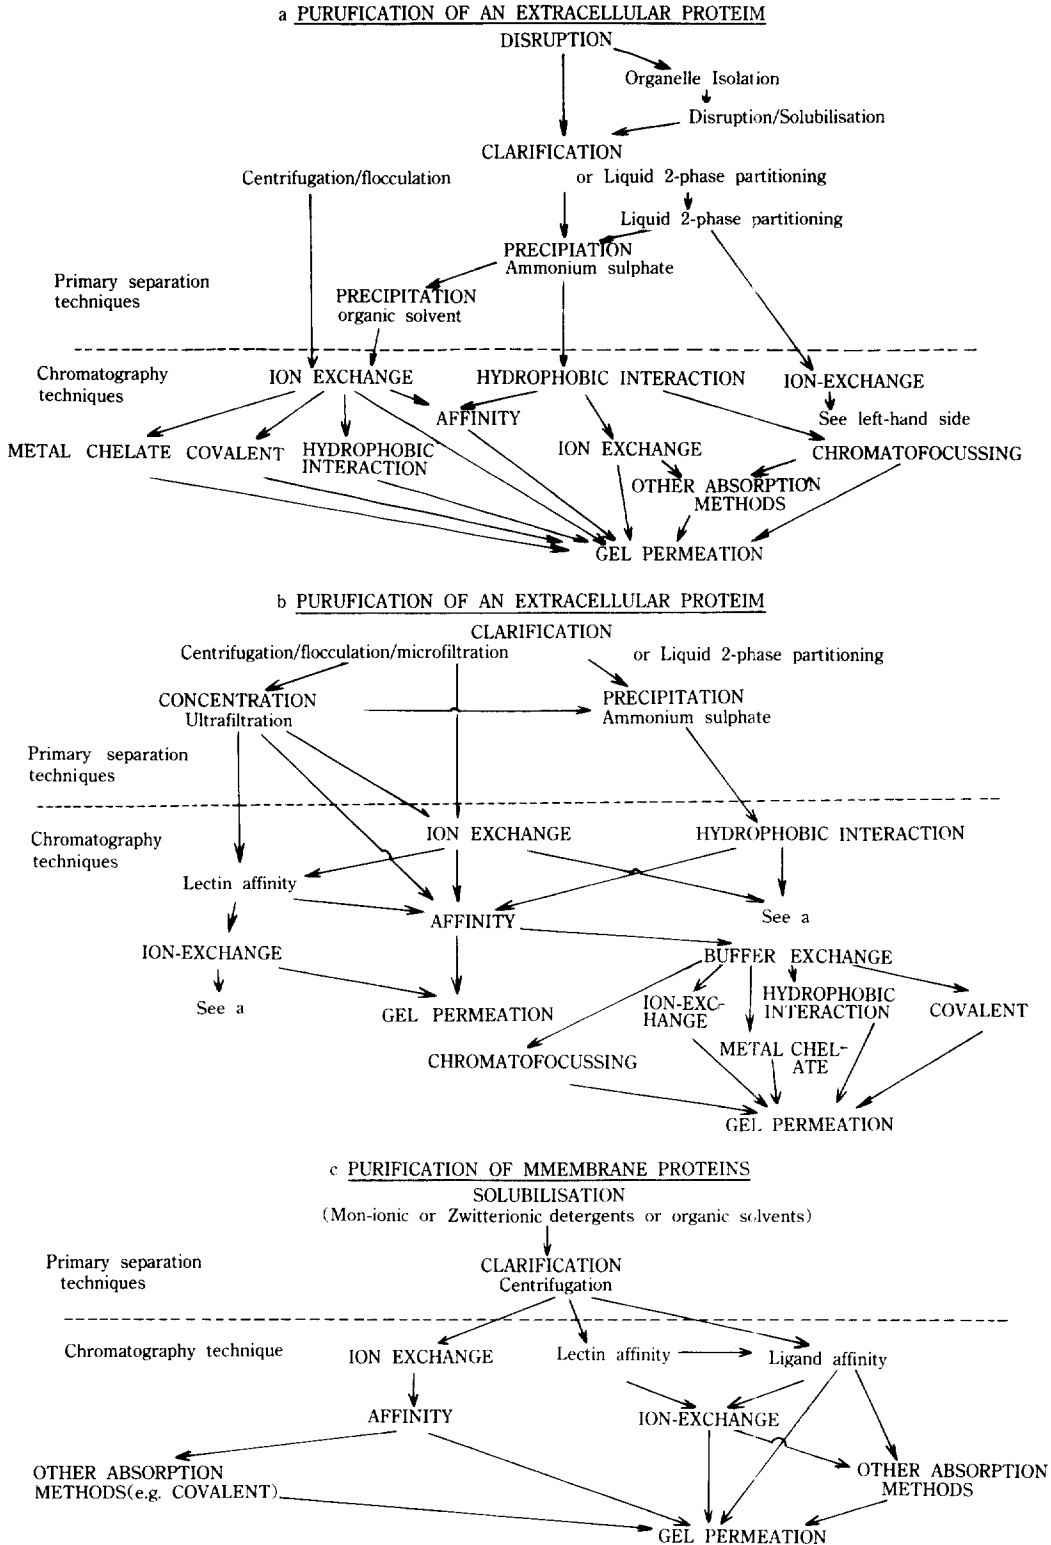 a PURUFICATION OF AN EXTRACELLULAR PROTEIM
DISRUPTION
Organelle Isolation
Disruption/Solubilisation
CLARIFICATION
Centrifugation/flocculation
or Liquid 2-phase partitioning
Liquid 2-phase partitioning
PRECIPIATION
Ammonium sulphate
Primary separation
techniques
PRECIPITATION
organic solvent
Chromatography
techniques
ION EXCHANGE
HYDROPHOBIC INTERACTION
ION-EXCHANGE
AFFINITY
See left-hand side
METAL CHELATE
COVALENT
HYDROPHOBIC
INTERACTION
ION EXCHANGE
CHROMATOFOCUSSING
OTHER ABSORPTION
METHODS
GEL PERMEATION
b PURUFICATION OF AN EXTRACELLULAR PROTEIM
CLARIFICATION
Centrifugation/flocculation/microfiltration
or Liquid 2-phase partitioning
CONCENTRATION
Ultrafiltration
PRECIPITATION
Ammonium sulphate
Primary separation
techniques
Chromatography
techniques
ION EXCHANGE
HYDROPHOBIC INTERACTION
Lectin affinity
AFFINITY
See a
ION-EXCHANGE
BUFFER EXCHANGE
See a
GEL PERMEATION
ION-EXC-
HANGE
HYDROPHOBIC
INTERACTION
COVALENT
CHROMATOFOCUSSING
METAL CHEL-
ATE
GEL PERMEATION
c PURIFICATION OF MMEMBRANE PROTEINS
SOLUBILISATION
(Mon-ionic or Zwitterionic detergents or organic solvents)
Primary separation
techniques
CLARIFICATION
Centrifugation
Chromatography technique
ION EXCHANGE
Lectin affinity
Ligand affinity
AFFINITY
ION-EXCHANGE
OTHER ABSORPTION
METHODS(e.g. COVALENT)
OTHER ABSORPTION
METHODS
GEL PERMEATION